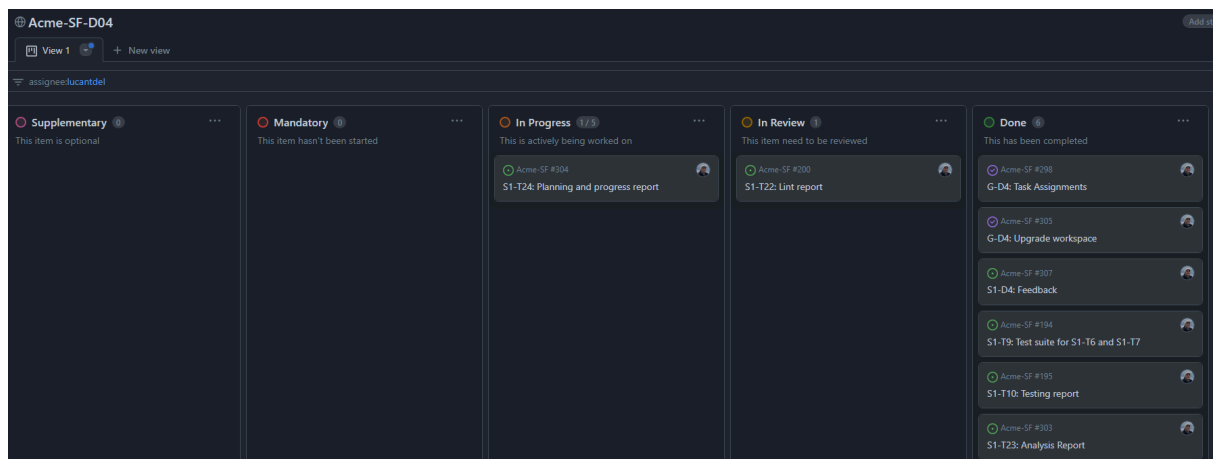 Acme-SF-D04
Add st
View 1
+ New view
assignee:lucantdel
Supplementary 0
This item is optional
Mandatory 0
This item hasn't been started
In Progress 1 / 5
This is actively being worked on
Acme-SF #304
S1-T24: Planning and progress report
In Review 1
This item need to be reviewed
Acme-SF #200
S1-T22: Lint report
Done 6
This has been completed
Acme-SF #298
G-D4: Task Assignments
Acme-SF #305
G-D4: Upgrade workspace
Acme-SF #307
S1-D4: Feedback
Acme-SF #194
S1-T9: Test suite for S1-T6 and S1-T7
Acme-SF #195
S1-T10: Testing report
Acme-SF #303
S1-T23: Analysis Report